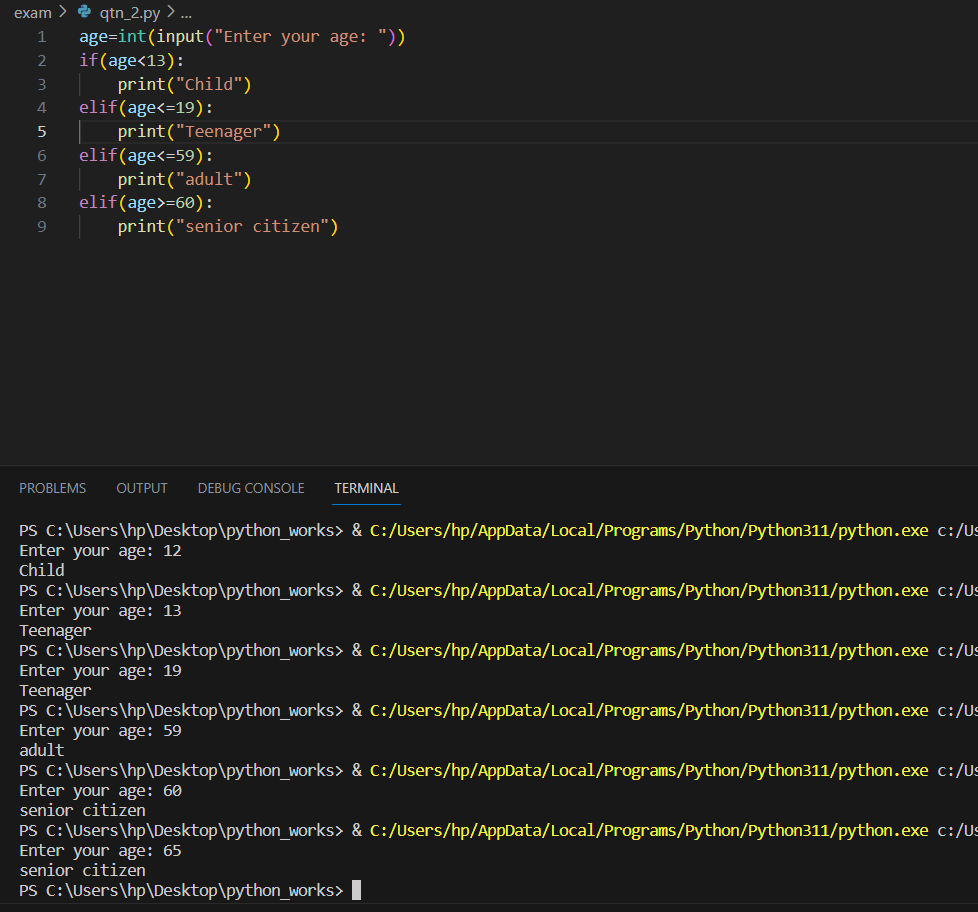 exam > qtn_2.py > ...
1 age=int(input("Enter your age: "))
2 if(age<13):
3     print("Child")
4 elif(age<=19):
5     print("Teenager")
6 elif(age<=59):
7     print("adult")
8 elif(age>=60):
9     print("senior citizen")
PROBLEMS OUTPUT DEBUG CONSOLE TERMINAL
PS C:\Users\hp\Desktop\python_works> & C:/Users/hp/AppData/Local/Programs/Python/Python311/python.exe c:/Us
Enter your age: 12
Child
PS C:\Users\hp\Desktop\python_works> & C:/Users/hp/AppData/Local/Programs/Python/Python311/python.exe c:/Us
Enter your age: 13
Teenager
PS C:\Users\hp\Desktop\python_works> & C:/Users/hp/AppData/Local/Programs/Python/Python311/python.exe c:/Us
Enter your age: 19
Teenager
PS C:\Users\hp\Desktop\python_works> & C:/Users/hp/AppData/Local/Programs/Python/Python311/python.exe c:/Us
Enter your age: 59
adult
PS C:\Users\hp\Desktop\python_works> & C:/Users/hp/AppData/Local/Programs/Python/Python311/python.exe c:/Us
Enter your age: 60
senior citizen
PS C:\Users\hp\Desktop\python_works> & C:/Users/hp/AppData/Local/Programs/Python/Python311/python.exe c:/Us
Enter your age: 65
senior citizen
PS C:\Users\hp\Desktop\python_works>